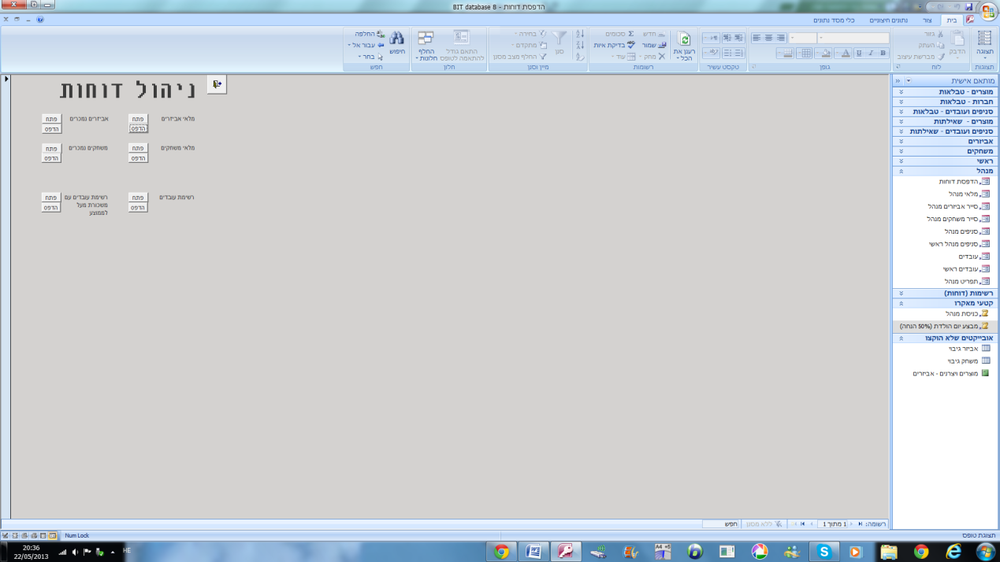 הדפסת דוחות - BIT database 8
בית
צור
נתונים חיצוניים
כלי מסד נתונים
תצוגה
תצוגות
הדבק
גזור
העתק
מברשת עיצוב
לוח
B I U
גופן
טקסט עשיר
רענן את הכל
חדש
שמור
מחק
סכומים
בדיקת איות
עוד
רשומות
סנן
בחירה
מתקדם
החלף מצב מסנן
מיין וסנן
התאם גודל
להתאמה לטופס
החלף
חלונות
חלון
חיפוש
החלפה
עבור אל
בחר
חפש
מותאם אישית
מוצרים - טבלאות
חברות - טבלאות
סניפים ועובדים - טבלאות
מוצרים - שאילתות
סניפים ועובדים - שאילתות
אביזרים
משחקים
ראשי
מנהל
הדפסת דוחות
מלאי מנהל
סייר אביזרים מנהל
סייר משחקים מנהל
סניפים מנהל
סניפים מנהל ראשי
עובדים
עובדים ראשי
תפריט מנהל
רשימות (דוחות)
קטעי מאקרו
כניסת מנהל
מבצע יום הולדת (50% הנחה)
אובייקטים שלא הוקצו
אביזר גיבוי
משחק גיבוי
מוצרים ויצרנים - אביזרים
ניהול דוחות
מלאי אביזרים
פתח
הדפס
אביזרים נמכרים
פתח
הדפס
מלאי משחקים
פתח
הדפס
משחקים נמכרים
פתח
הדפס
רשימת עובדים
פתח
הדפס
רשימת עובדים עם
משכורת מעל
לממוצע
פתח
הדפס
רשומה: 1 מתוך 1 ללא מסנן חפש
תצוגת טופס
Num Lock
HE
20:36
22/05/2013